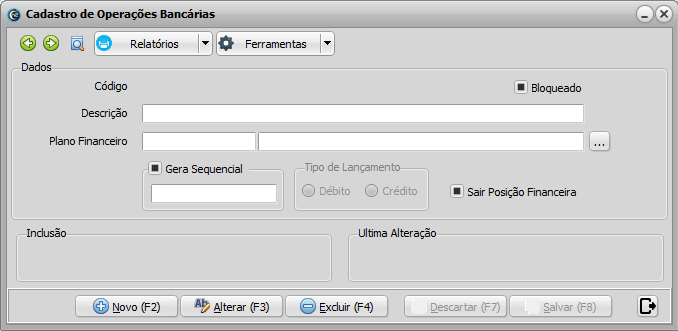 Cadastro de Operações Bancárias
Relatórios Ferramentas
Dados
Código Bloqueado
Descrição
Plano Financeiro ...
Gera Sequencial Tipo de Lançamento
Débito Crédito Sair Posição Financeira
Inclusão Ultima Alteração
Novo (F2) Ab Alterar (F3) Excluir (F4) Descartar (F7) Salvar (F8)